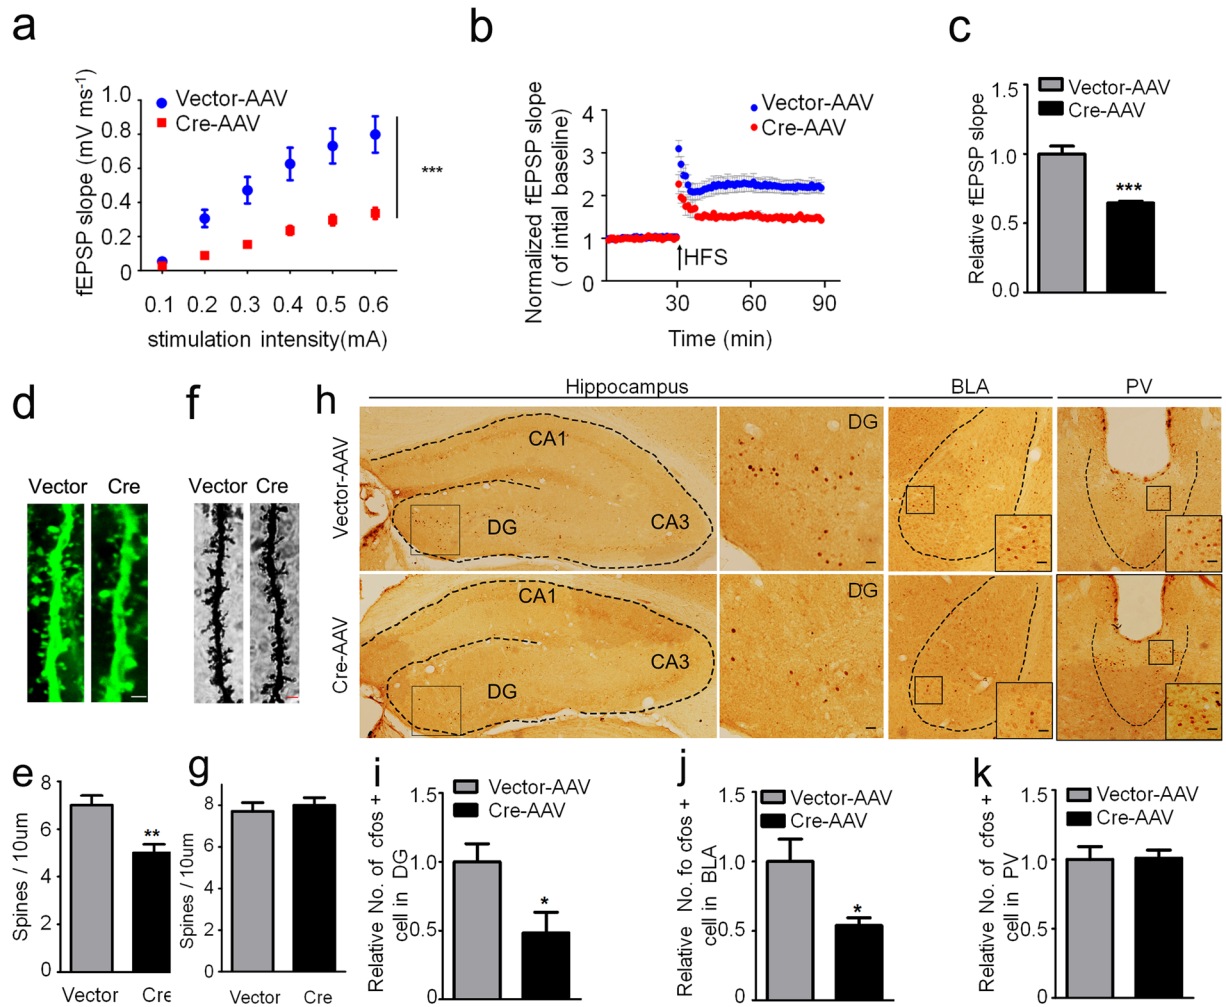 a
fEPSP slope (mV ms-1)
1.0
0.8
0.6
0.4
0.2
0
Vector-AAV
Cre-AAV
***
0.1 0.2 0.3 0.4 0.5 0.6
stimulation intensity(mA)
b
Normalized fEPSP slope
( of intial baseline)
4
3
2
1
0
Vector-AAV
Cre-AAV
HFS
30 60 90
Time (min)
c
Relative fEPSP slope
1.5
1.0
0.5
0.0
Vector-AAV
Cre-AAV
***
d
Vector Cre
f
Vector Cre
h
Hippocampus BLA PV
Vector-AAV
CA1
DG
CA3
DG
Cre-AAV
CA1
DG
CA3
DG
e
Spines / 10um
8
6
4
2
0
**
Vector Cre
g
Spines / 10um
8
6
4
2
0
Vector Cre
i
Relative No. of cfos +
cell in DG
1.5
1.0
0.5
0
Vector-AAV
Cre-AAV
*
j
Relative No. fo cfos +
cell in BLA
1.5
1.0
0.5
0
Vector-AAV
Cre-AAV
*
k
Relative No. of cfos +
cell in PV
1.5
1.0
0.5
0
Vector-AAV
Cre-AAV